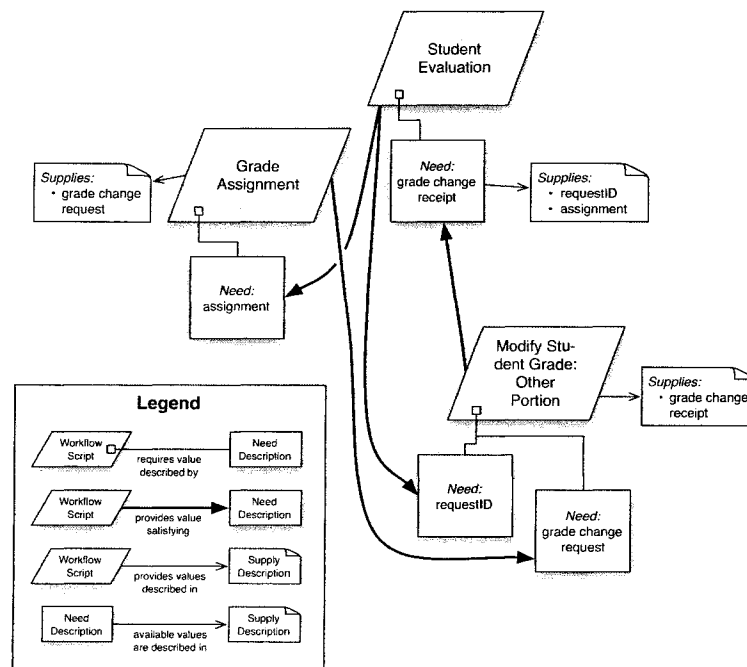 Student
Evaluation
Grade
Assignment
Supplies:
• grade change
request
Need:
grade change
receipt
Supplies:
• requestID
• assignment
Need:
assignment
Modify Stu-
dent Grade:
Other
Portion
Supplies:
• grade change
receipt
Need:
requestID
Need:
grade change
request
Legend
Workflow
Script
requires value
described by
Need
Description
Workflow
Script
provides value
satisfying
Need
Description
Workflow
Script
provides values
described in
Supply
Description
Need
Description
available values
are described in
Supply
Description